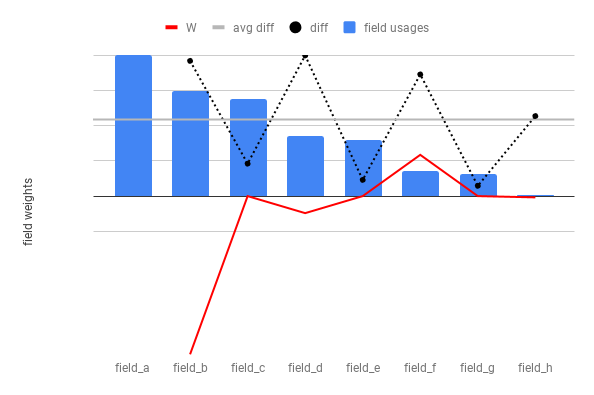 W avg diff diff field usages
field weights
field_a field_b field_c field_d field_e field_f field_g field_h